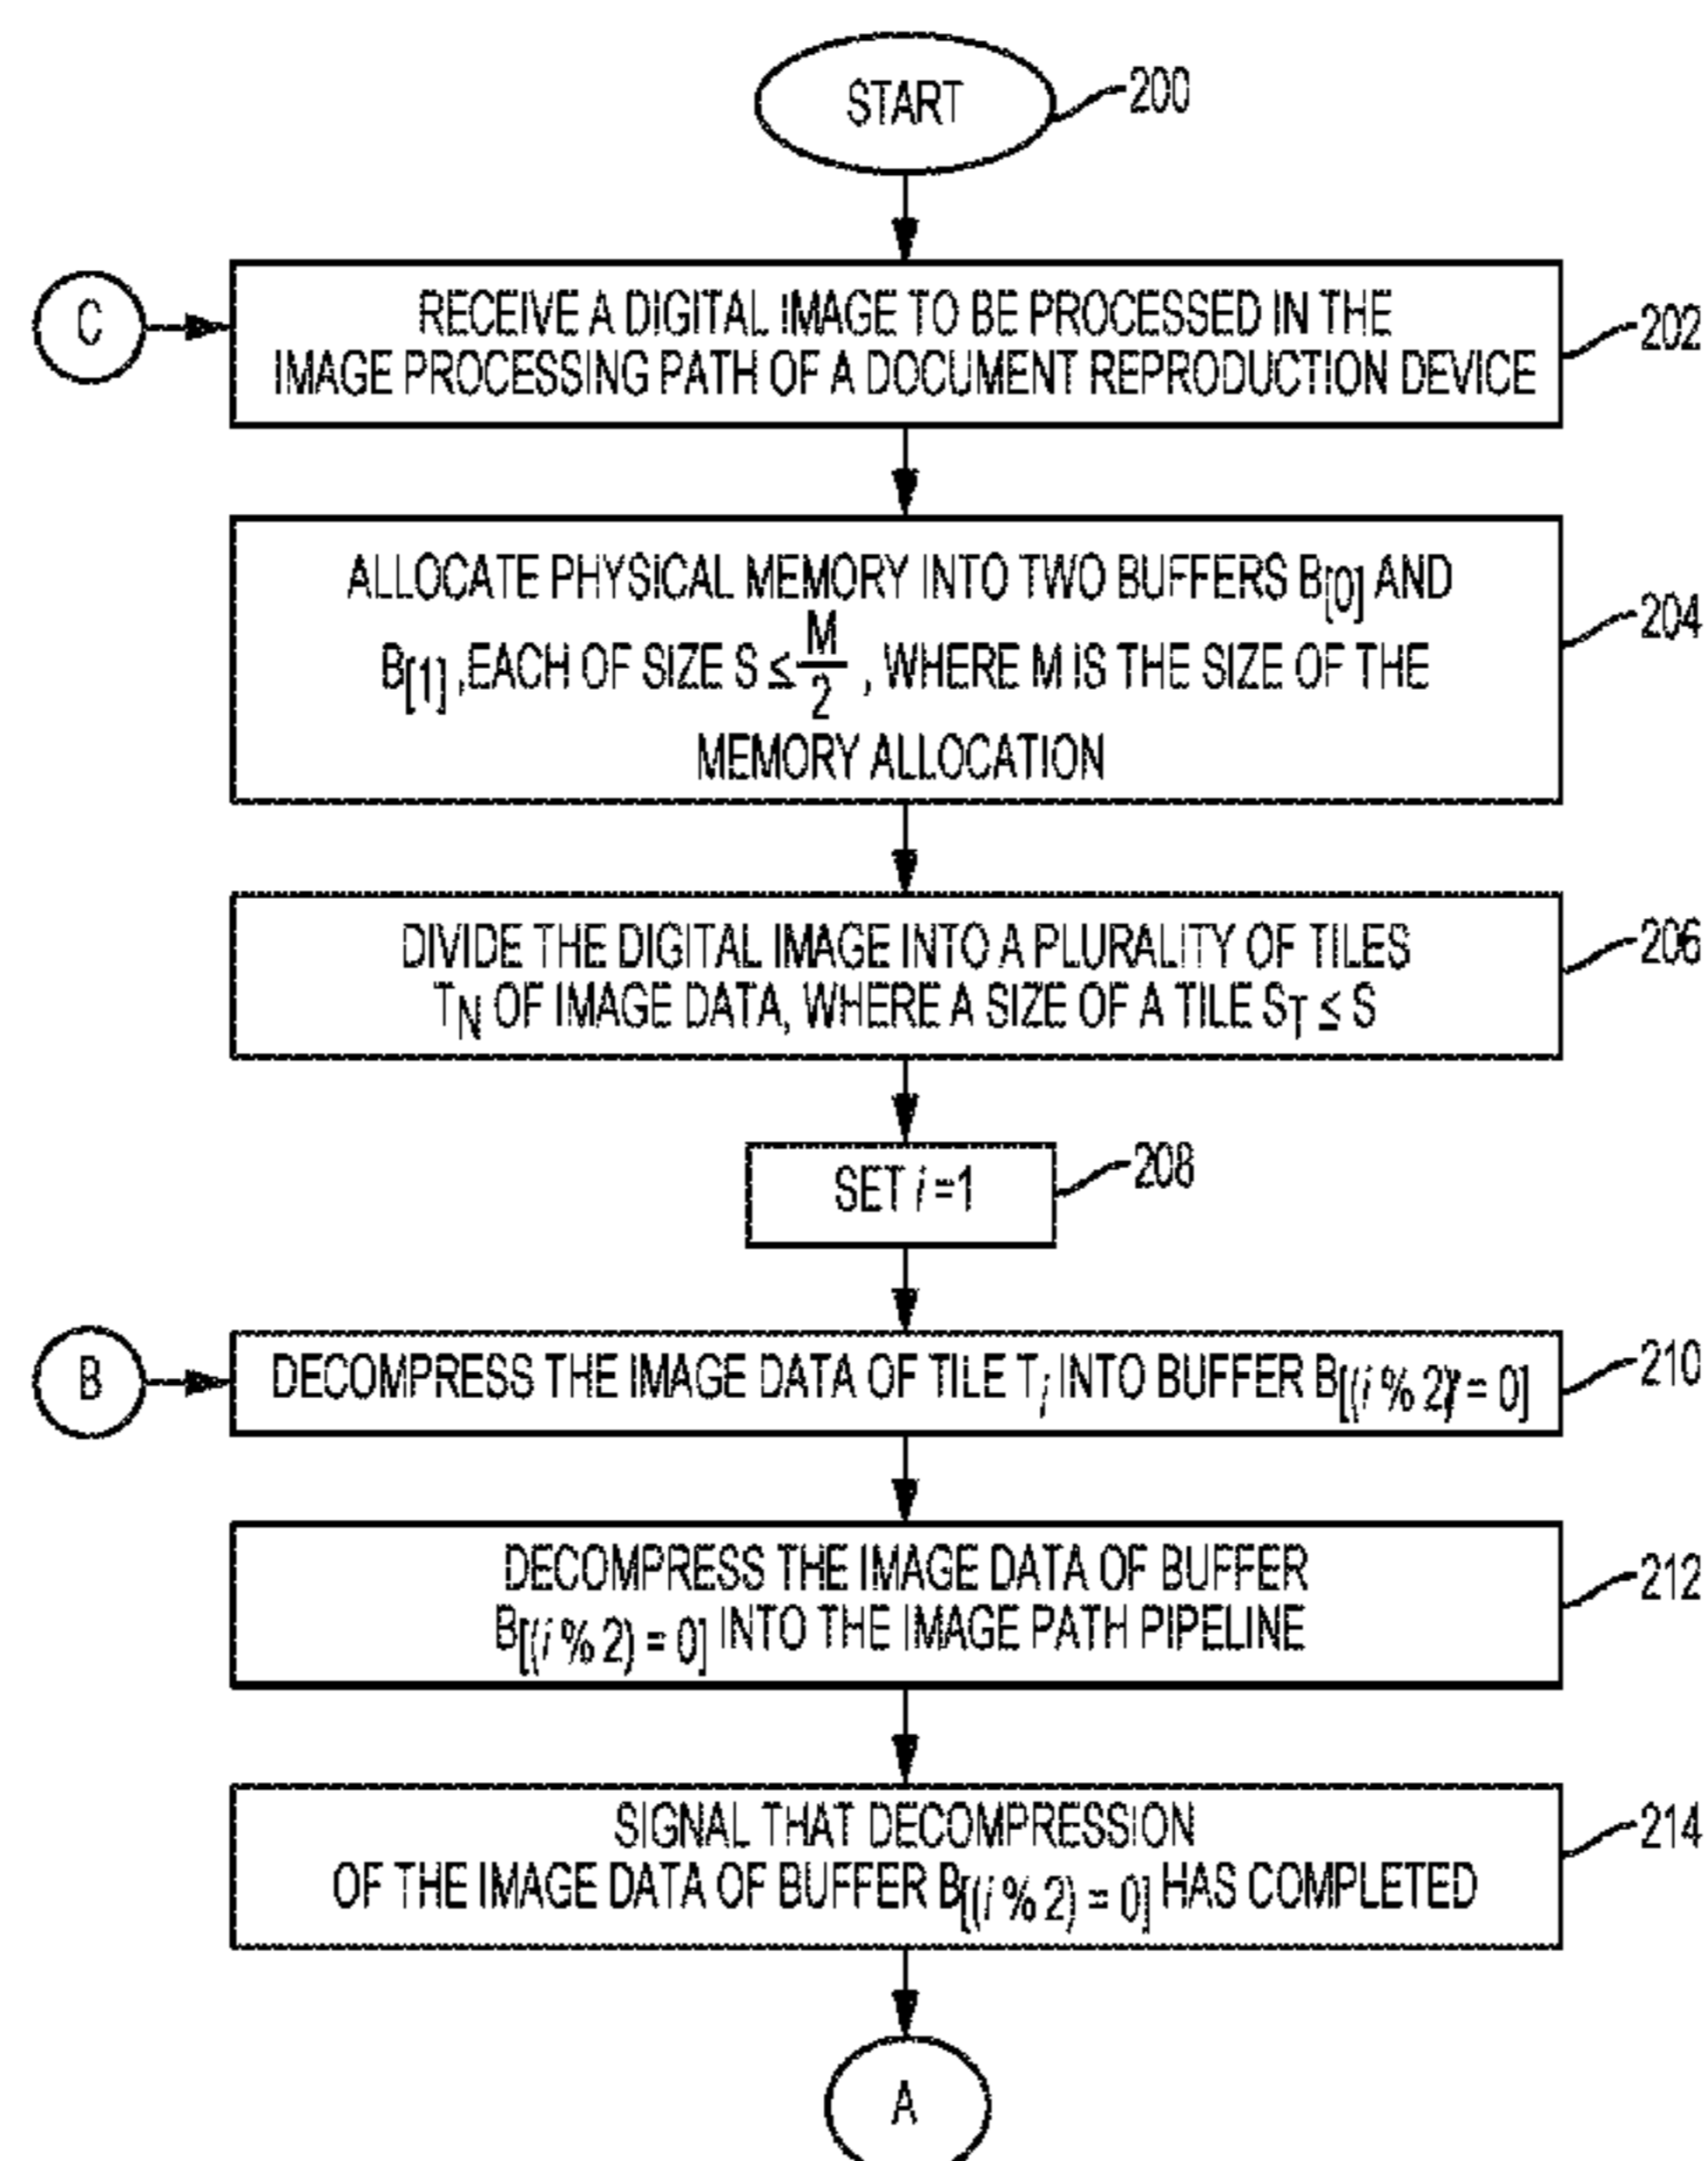 START
200
C
RECEIVE A DIGITAL IMAGE TO BE PROCESSED IN THE
IMAGE PROCESSING PATH OF A DOCUMENT REPRODUCTION DEVICE
202
ALLOCATE PHYSICAL MEMORY INTO TWO BUFFERS B[0] AND
B[1], EACH OF SIZE S ≤ M/2, WHERE M IS THE SIZE OF THE
MEMORY ALLOCATION
204
DIVIDE THE DIGITAL IMAGE INTO A PLURALITY OF TILES
TN OF IMAGE DATA, WHERE A SIZE OF A TILE ST ≤ S
206
SET i =1
208
B
DECOMPRESS THE IMAGE DATA OF TILE Ti INTO BUFFER B[(i % 2) = 0]
210
DECOMPRESS THE IMAGE DATA OF BUFFER
B[(i % 2) = 0] INTO THE IMAGE PATH PIPELINE
212
SIGNAL THAT DECOMPRESSION
OF THE IMAGE DATA OF BUFFER B[(i % 2) = 0] HAS COMPLETED
214
A